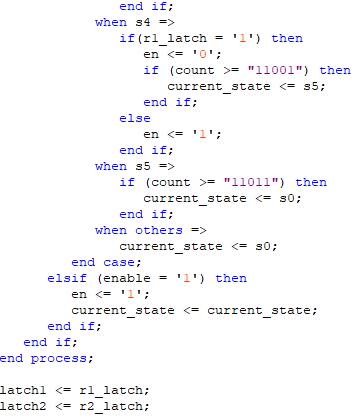 end if;
when s4 =>
if(r1_latch = '1') then
en <= '0';
if (count >= "11001") then
current_state <= s5;
end if;
else
en <= '1';
end if;
when s5 =>
if (count >= "11011") then
current_state <= s0;
end if;
when others =>
current_state <= s0;
end case;
elsif (enable = '1') then
en <= '1';
current_state <= current_state;
end if;
end if;
end process;
latch1 <= r1_latch;
latch2 <= r2_latch;